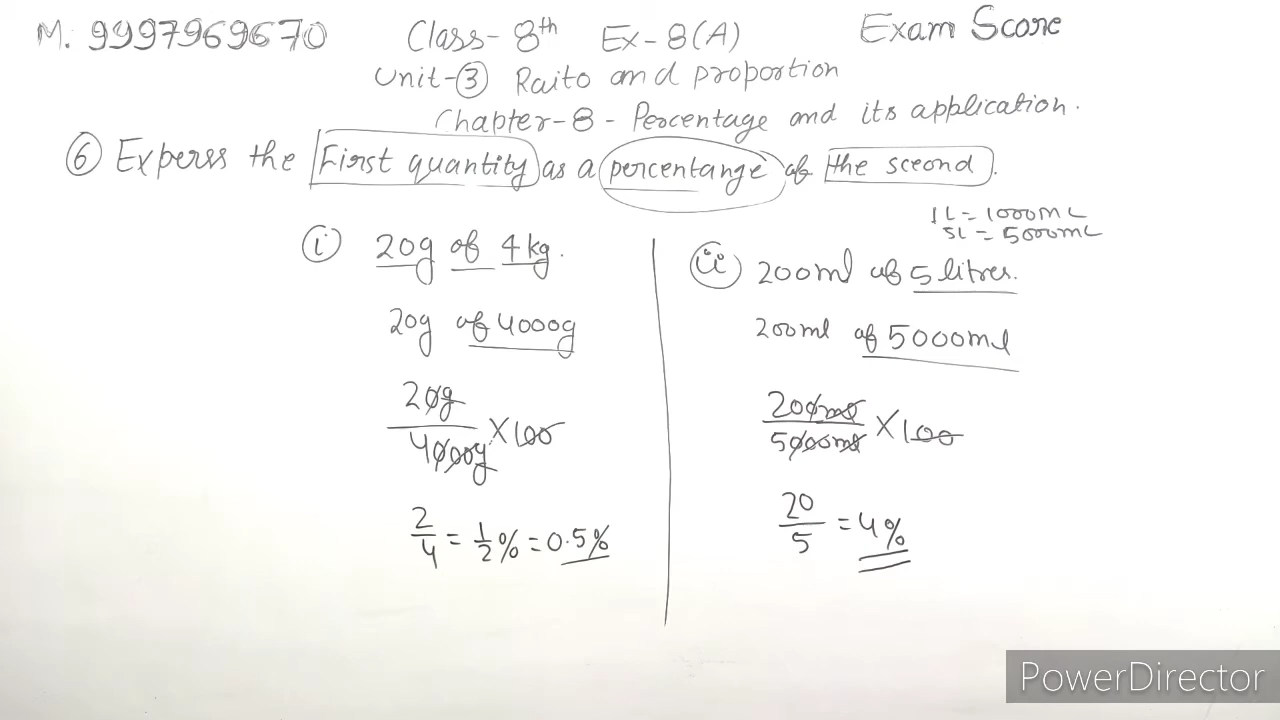 M. 9997969670 Class- 8th Ex- 8(A) Exam Score
Unit-③ Raito and proportion
Chapter-8 - Percentage and its application.
⑥ Experss the First quantity as a percentange of the sceond.
1L = 1000ML
5L = 5000ML
(i) 20g of 4kg.
20g of 4000g
20g/4000g × 100
2/4 = 1/2% = 0.5%
(ii) 200ml of 5 litres.
200ml of 5000ml
200ml/5000ml × 100
20/5 = 4%
PowerDirector